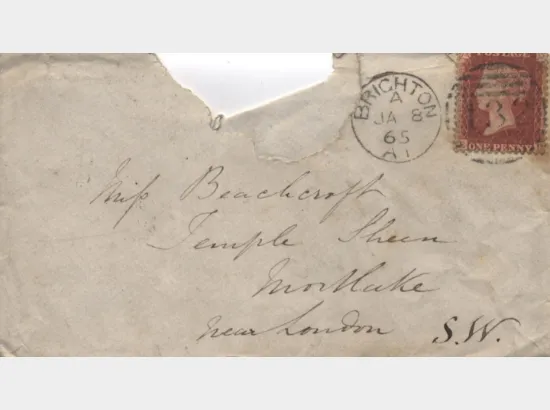 BRIGHTON
A
JA 8
65
A1
POSTAGE
ONE PENNY
Miss Beachcroft
Temple Sheen
Mortlake
near London S.W.